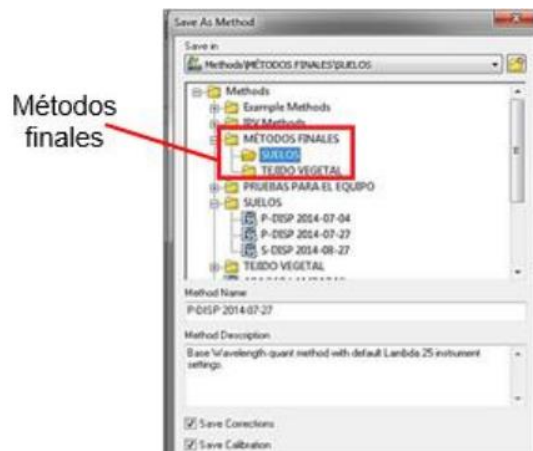 Save As Method
Save in
Methods\MÉTODOS FINALES\SUELOS
Métodos
finales
Methods
Example Methods
IPV Methods
MÉTODOS FINALES
SUELOS
TEJIDO VEGETAL
PRUEBAS PARA EL EQUIPO
SUELOS
P-DISP 2014-07-04
P-DISP 2014-07-27
S-DISP 2014-08-27
TEJIDO VEGETAL
Method Name
P-DISP 2014-07-27
Method Description
Base Wavelength quant method with default Lambda 25 instrument
settings.
Save Corrections
Save Calibration